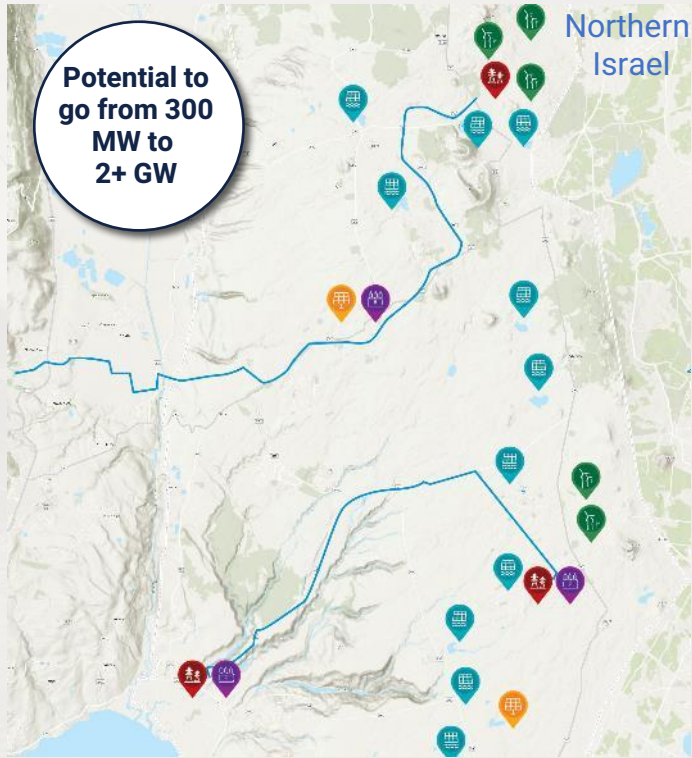 Potential to
go from 300
MW to
2+ GW
Northern
Israel